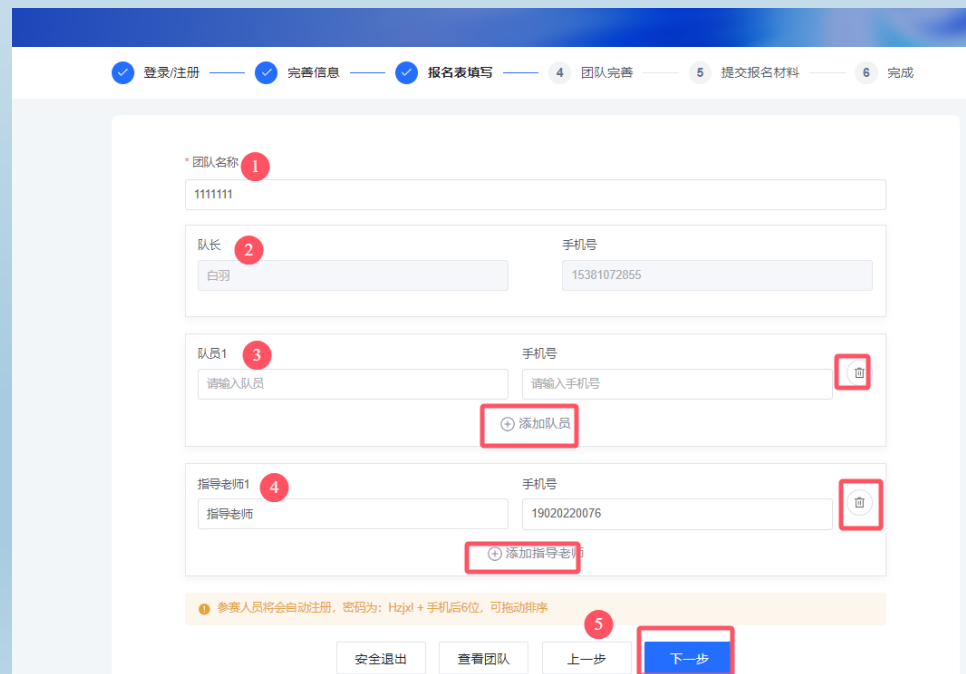 登录/注册 完善信息 报名表填写 4 团队完善 5 提交报名材料 6 完成
* 团队名称 1
1111111
队长 2 手机号
白羽 15381072855
队员1 3 手机号
请输入队员 请输入手机号
添加队员
指导老师1 4 手机号
指导老师 19020220076
添加指导老师
参赛人员将会自动注册，密码为：Hzjx! + 手机后6位，可拖动排序
5
安全退出 查看团队 上一步 下一步